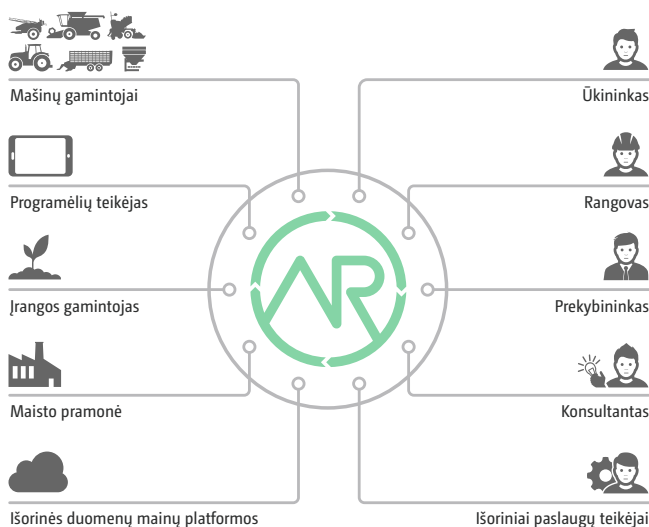 Mašinų gamintojai
Ūkininkas
Programėlių teikėjas
Rangovas
AR
Įrangos gamintojas
Prekybininkas
Maisto pramonė
Konsultantas
Išorinės duomenų mainų platformos
Išoriniai paslaugų teikėjai